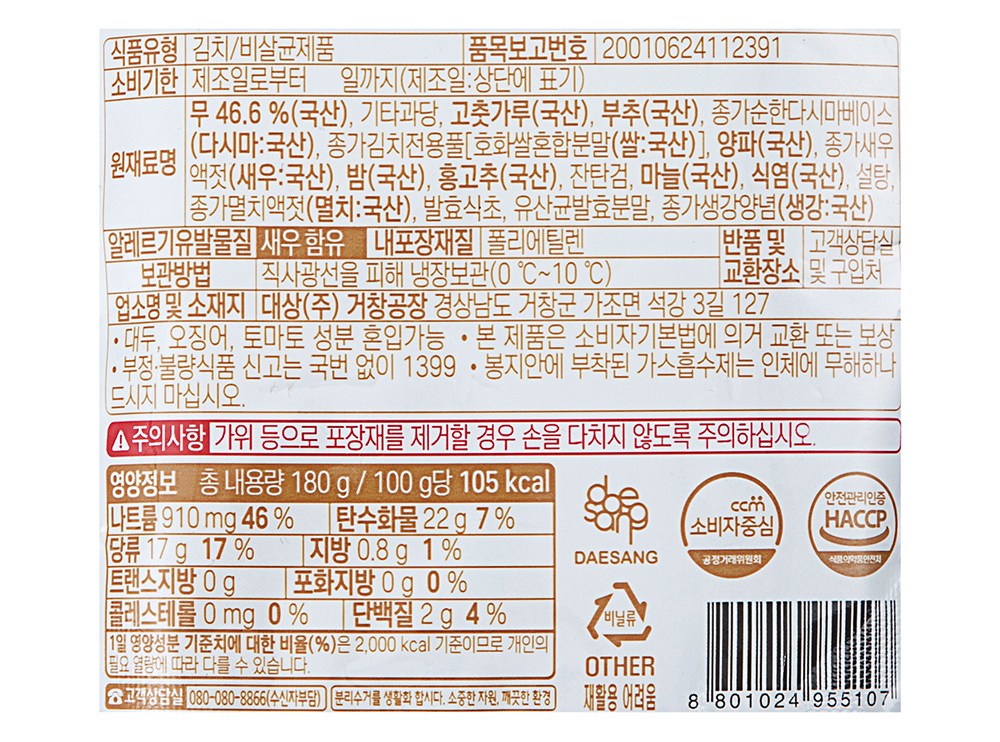 식품유형 김치/비살균제품 품목보고번호 20010624112391
소비기한 제조일로부터 일까지(제조일:상단에 표기)
원재료명 무 46.6 %(국산), 기타과당, 고춧가루(국산), 부추(국산), 종가순한다시마베이스
(다시마:국산), 종가김치전용풀[호화쌀혼합분말(쌀:국산)], 양파(국산), 종가새우
액젓(새우:국산), 밤(국산), 홍고추(국산), 잔탄검, 마늘(국산), 식염(국산), 설탕,
종가멸치액젓(멸치:국산), 발효식초, 유산균발효분말, 종가생강양념(생강:국산)
알레르기유발물질 새우 함유 내포장재질 폴리에틸렌 반품 및 교환장소 고객상담실 및 구입처
보관방법 직사광선을 피해 냉장보관(0 ℃~10 ℃)
업소명 및 소재지 대상(주) 거창공장 경상남도 거창군 가조면 석강 3길 127
• 대두, 오징어, 토마토 성분 혼입가능 • 본 제품은 소비자기본법에 의거 교환 또는 보상
• 부정·불량식품 신고는 국번 없이 1399 • 봉지안에 부착된 가스흡수제는 인체에 무해하나
드시지 마십시오.
주의사항 가위 등으로 포장재를 제거할 경우 손을 다치지 않도록 주의하십시오.
영양정보 총 내용량 180 g / 100 g당 105 kcal
나트륨 910 mg 46 % 탄수화물 22 g 7 %
당류 17 g 17 % 지방 0.8 g 1 %
트랜스지방 0 g 포화지방 0 g 0 %
콜레스테롤 0 mg 0 % 단백질 2 g 4 %
1일 영양성분 기준치에 대한 비율(%)은 2,000 kcal 기준이므로 개인의
필요 열량에 따라 다를 수 있습니다.
고객상담실 080-080-8866(수신자부담) 분리수거를 생활화 합시다. 소중한 자원, 깨끗한 환경
daesang
DAESANG
ccm
소비자중심
공정거래위원회
안전관리인증
HACCP
식품의약품안전처
비닐류
OTHER
재활용 어려움
8 801024 955107